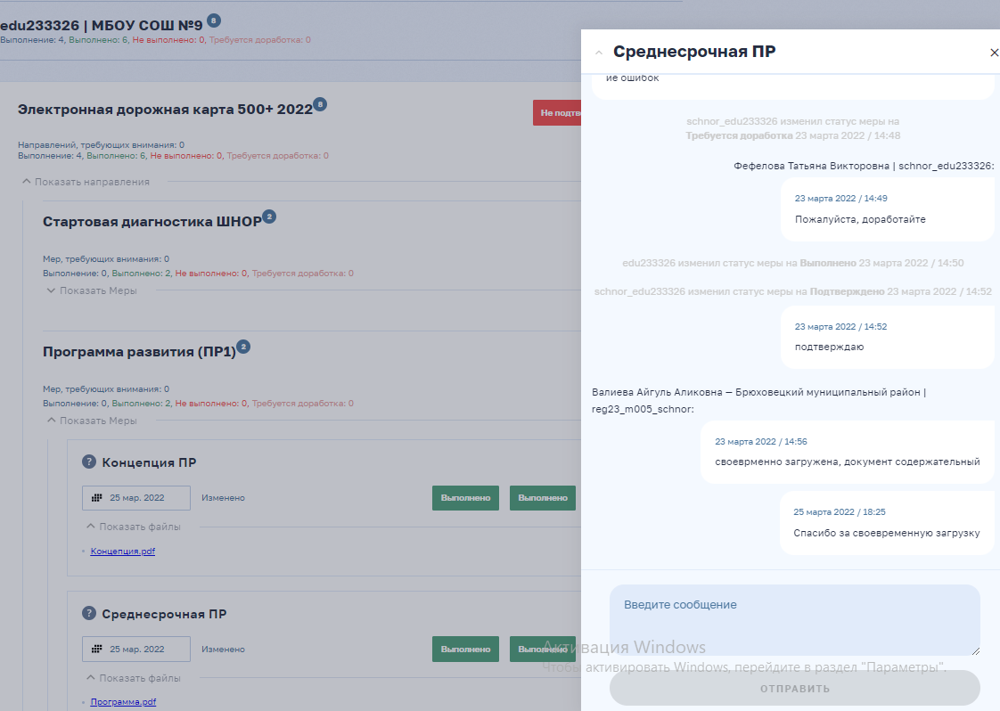 edu233326 | МБОУ СОШ №9 8
Выполнение: 4, Выполнено: 6, Не выполнено: 0, Требуется доработка: 0
Электронная дорожная карта 500+ 2022 8
Не подтве
Направлений, требующих внимания: 0
Выполнение: 4, Выполнено: 6, Не выполнено: 0, Требуется доработка: 0
Показать направления
Стартовая диагностика ШНОР 2
Мер, требующих внимания: 0
Выполнение: 0, Выполнено: 2, Не выполнено: 0, Требуется доработка: 0
Показать Меры
Программа развития (ПР1) 2
Мер, требующих внимания: 0
Выполнение: 0, Выполнено: 2, Не выполнено: 0, Требуется доработка: 0
Показать Меры
? Концепция ПР
25 мар. 2022 Изменено Выполнено Выполнено
Показать файлы
Концепция.pdf
? Среднесрочная ПР
25 мар. 2022 Изменено Выполнено Выполнено
Показать файлы
Программа.pdf
Среднесрочная ПР
ие ошибок
schnor_edu233326 изменил статус меры на
Требуется доработка 23 марта 2022 / 14:48
Фефелова Татьяна Викторовна | schnor_edu233326:
23 марта 2022 / 14:49
Пожалуйста, доработайте
edu233326 изменил статус меры на Выполнено 23 марта 2022 / 14:50
schnor_edu233326 изменил статус меры на Подтверждено 23 марта 2022 / 14:52
23 марта 2022 / 14:52
подтверждаю
Валиева Айгуль Аликовна — Брюховецкий муниципальный район |
reg23_m005_schnor:
23 марта 2022 / 14:56
своеврменно загружена, документ содержательный
25 марта 2022 / 18:25
Спасибо за своевременную загрузку
Введите сообщение
Активация Windows
Чтобы активировать Windows, перейдите в раздел "Параметры".
ОТПРАВИТЬ